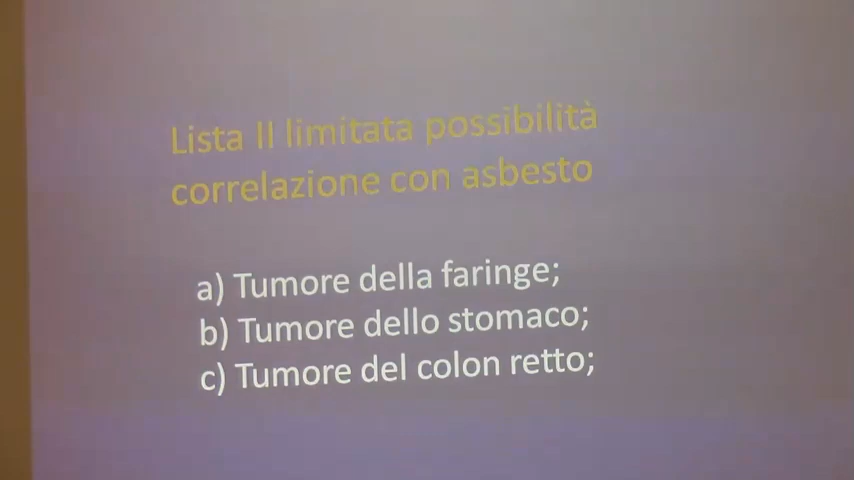 Lista II limitata possibilità
correlazione con asbesto
a) Tumore della faringe;
b) Tumore dello stomaco;
c) Tumore del colon retto;